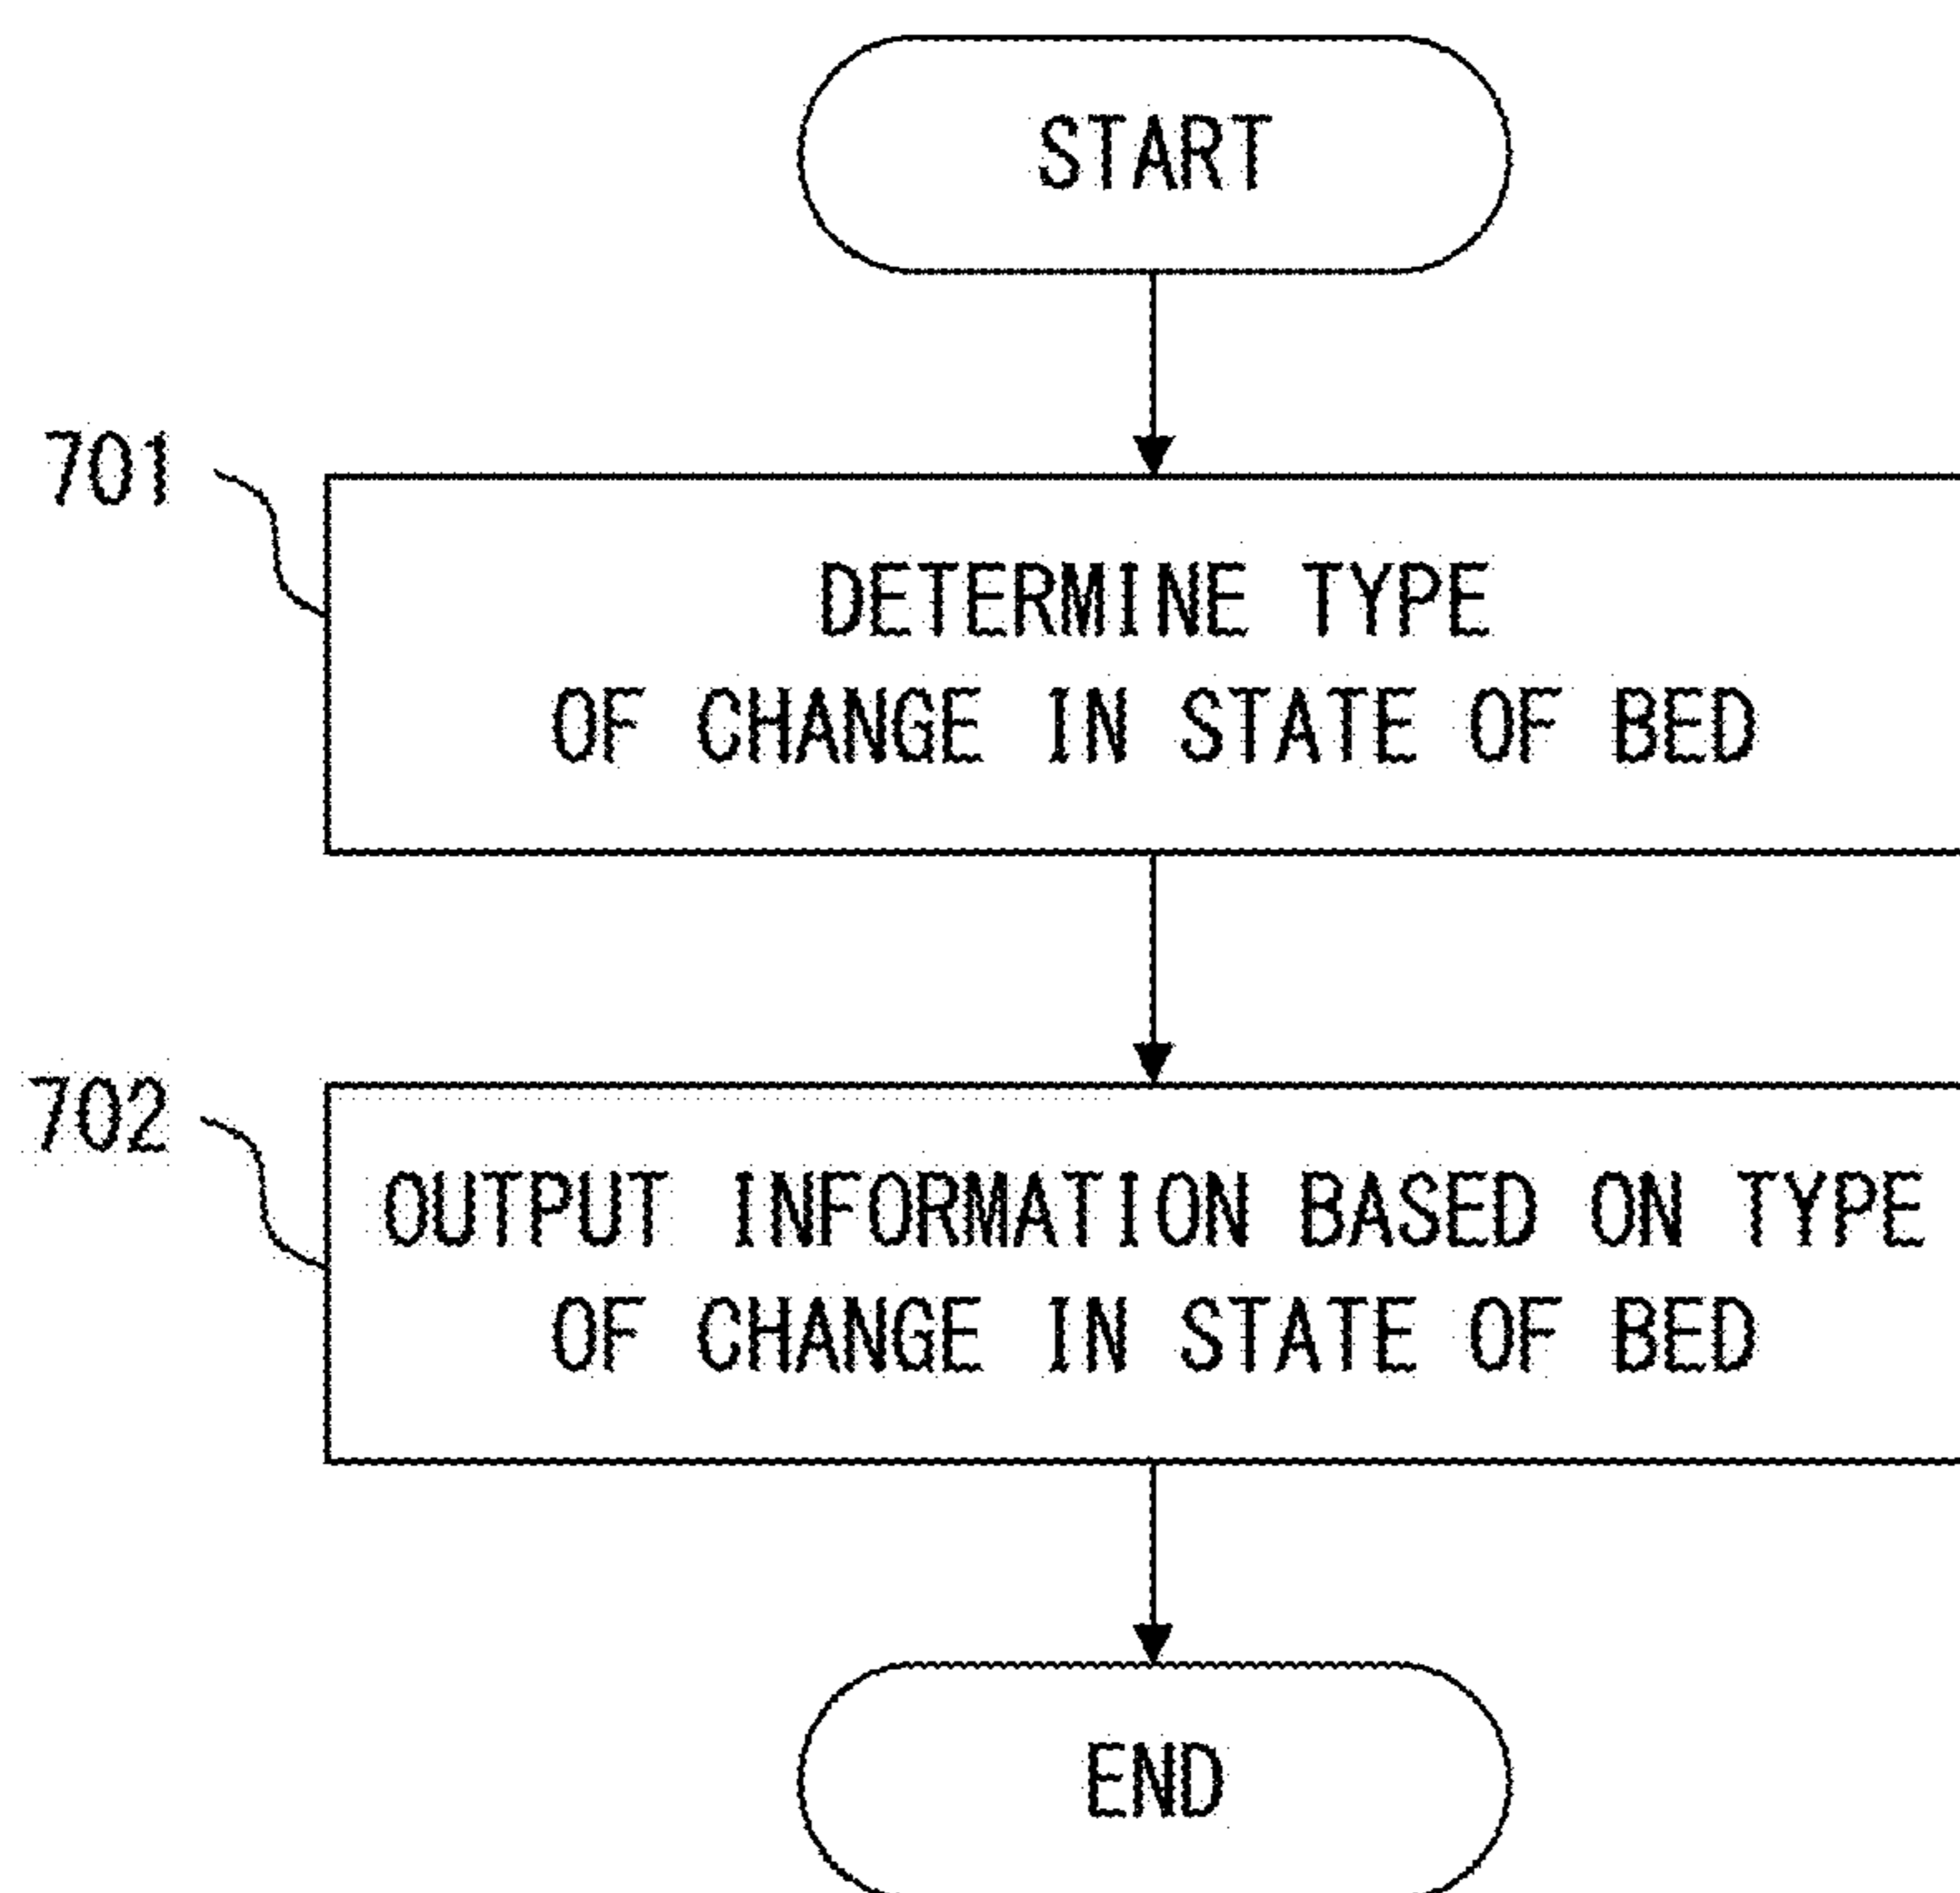 START
701
DETERMINE TYPE
OF CHANGE IN STATE OF BED
702
OUTPUT INFORMATION BASED ON TYPE
OF CHANGE IN STATE OF BED
END